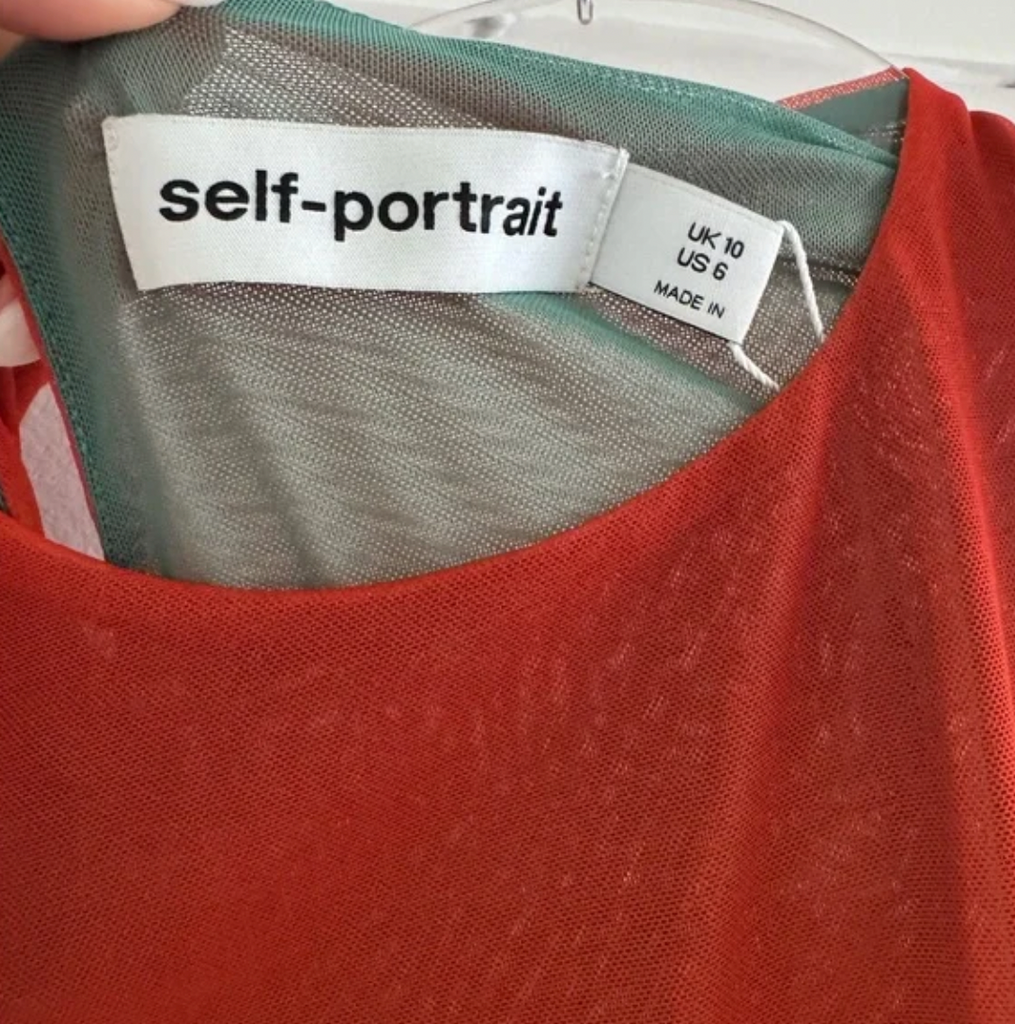 self-portrait
UK 10
US 6
MADE IN